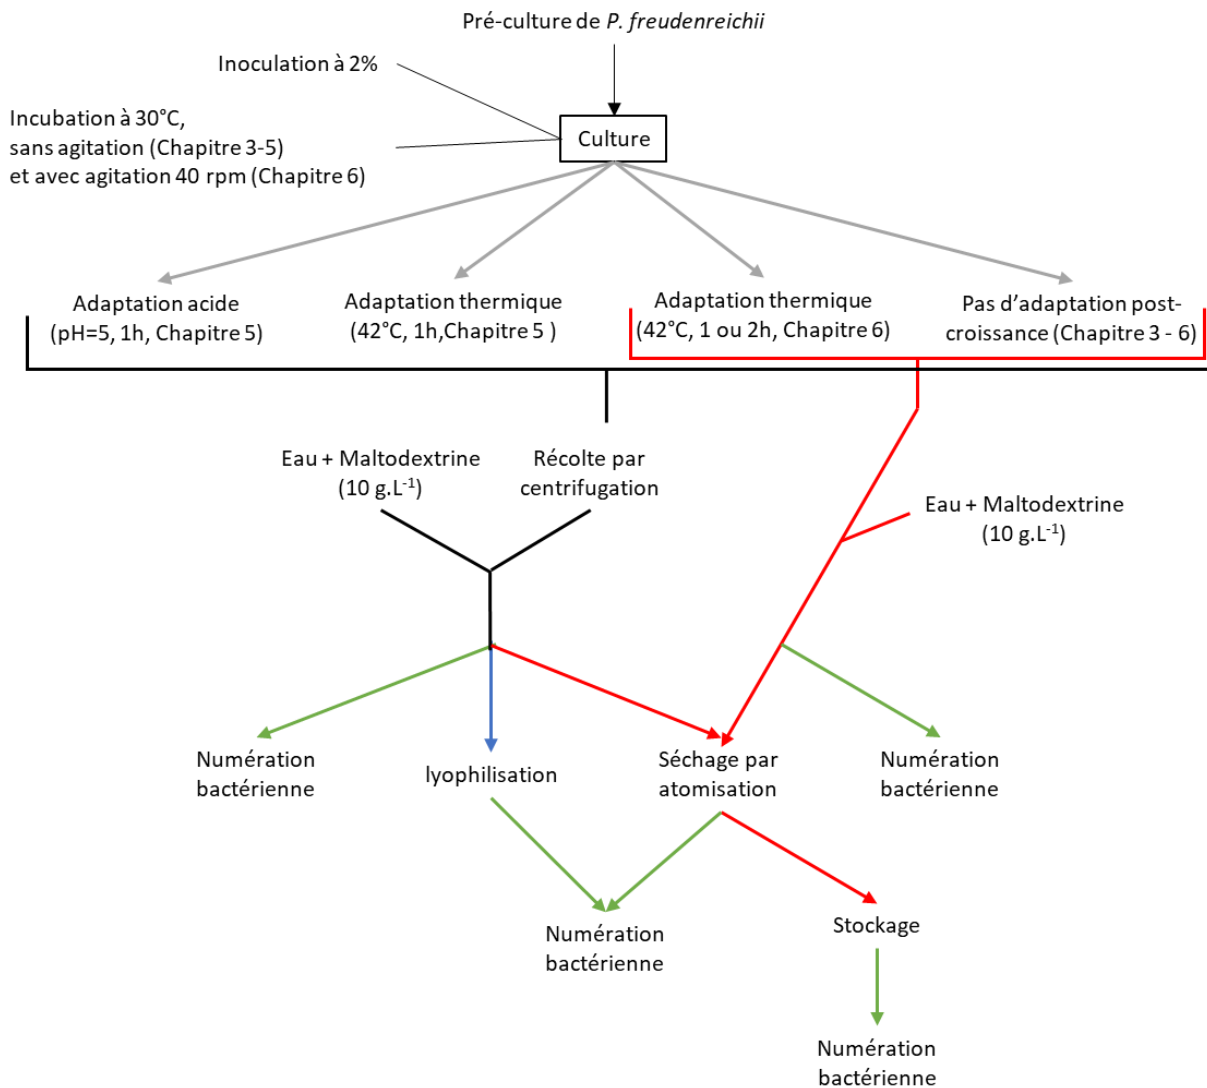 Pré-culture de P. freudenreichii
Inoculation à 2%
Incubation à 30°C,
sans agitation (Chapitre 3-5)
et avec agitation 40 rpm (Chapitre 6)
Culture
Adaptation acide
(pH=5, 1h, Chapitre 5)
Adaptation thermique
(42°C, 1h,Chapitre 5 )
Adaptation thermique
(42°C, 1 ou 2h, Chapitre 6)
Pas d’adaptation post-
croissance (Chapitre 3 - 6)
Eau + Maltodextrine
(10 g.L⁻¹)
Récolte par
centrifugation
Eau + Maltodextrine
(10 g.L⁻¹)
Numération
bactérienne
lyophilisation
Séchage par
atomisation
Numération
bactérienne
Numération
bactérienne
Stockage
Numération
bactérienne